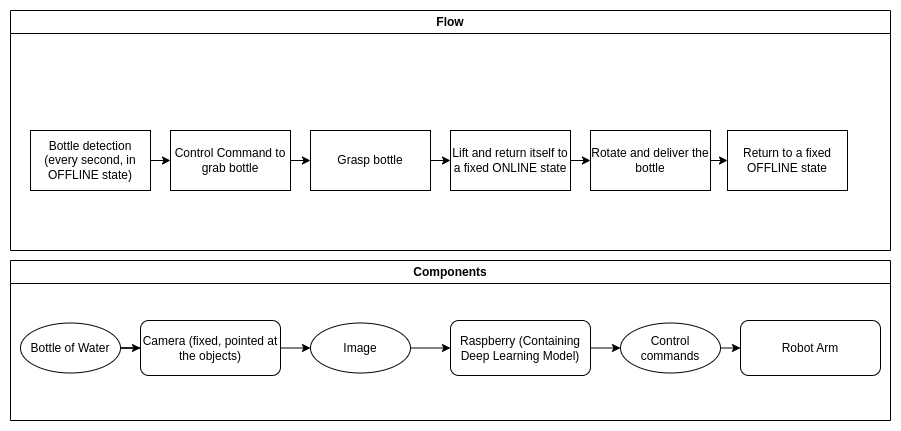 Flow
Bottle detection
(every second, in
OFFLINE state)
Control Command to
grab bottle
Grasp bottle
Lift and return itself to
a fixed ONLINE state
Rotate and deliver the
bottle
Return to a fixed
OFFLINE state
Components
Bottle of Water
Camera (fixed, pointed at
the objects)
Image
Raspberry (Containing
Deep Learning Model)
Control
commands
Robot Arm